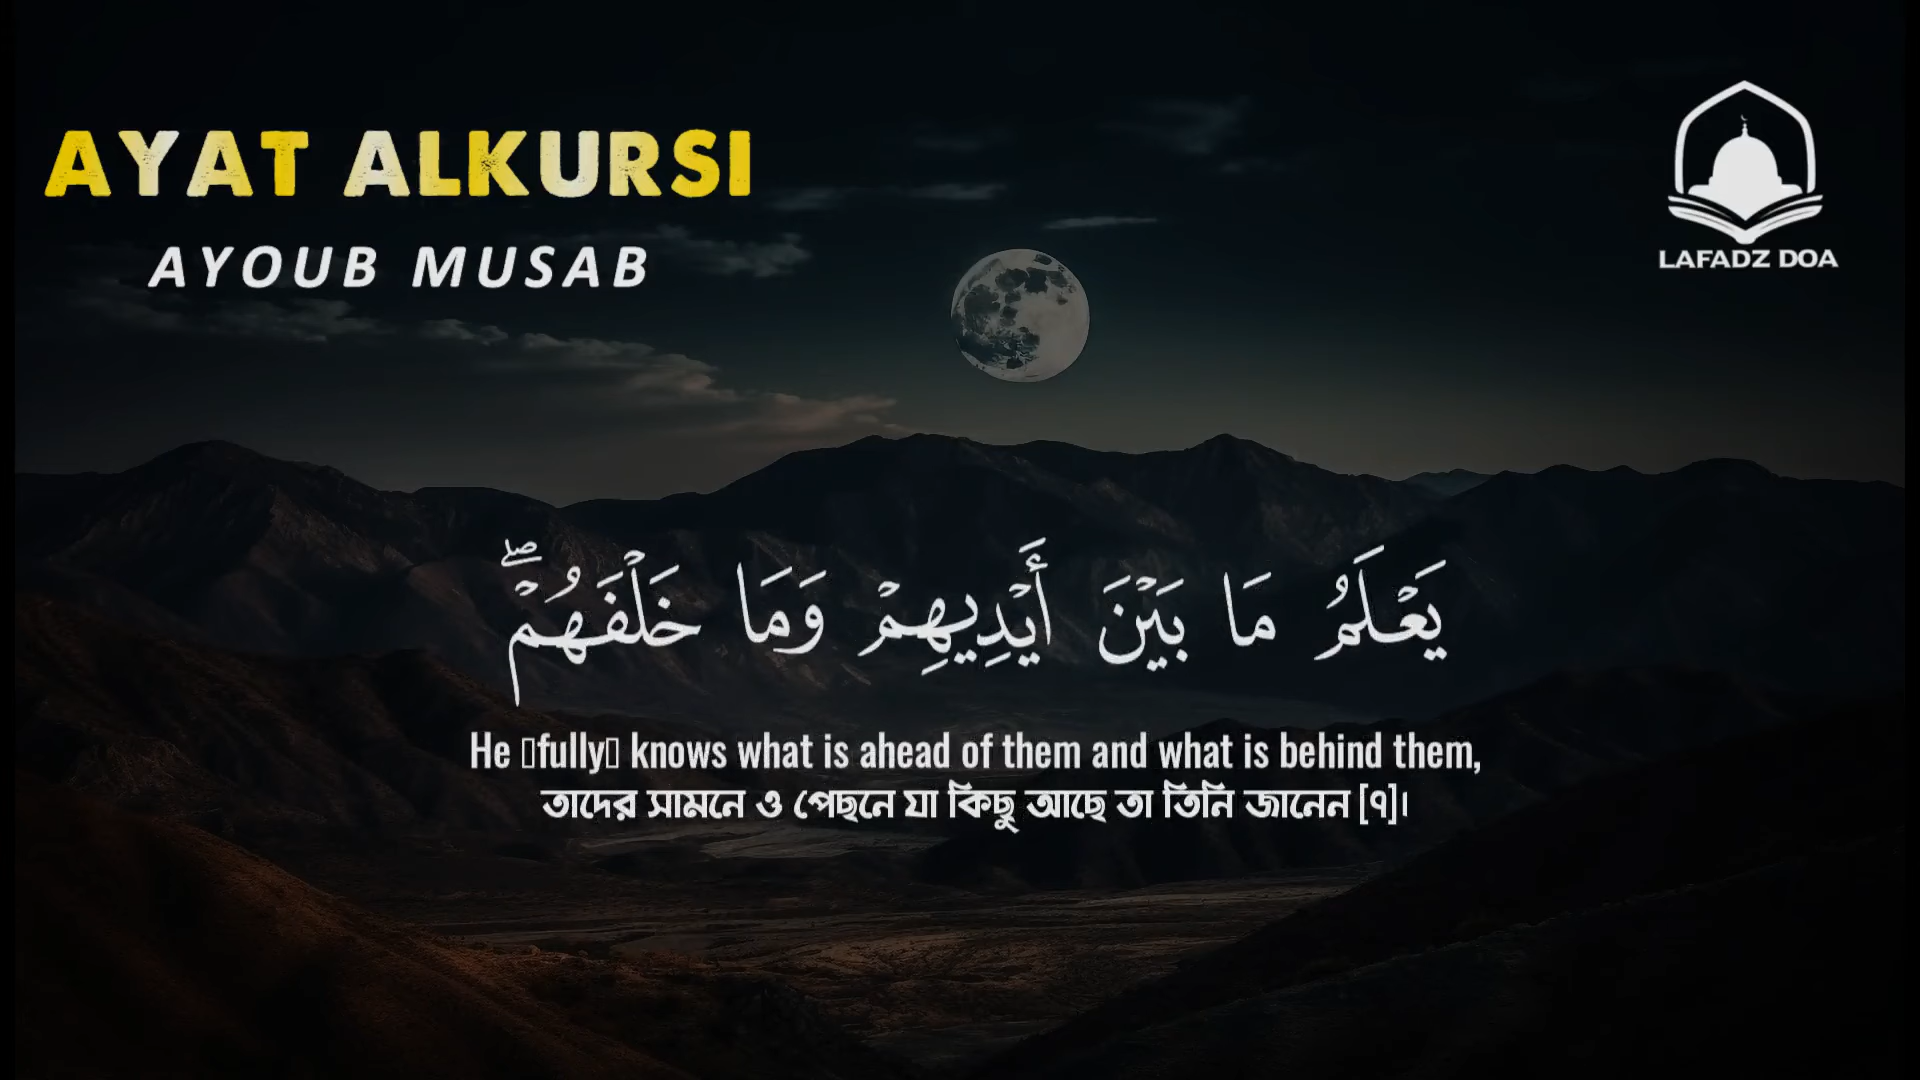 AYAT ALKURSI
AYOUB MUSAB
LAFADZ DOA
يَعْلَمُ مَا بَيْنَ أَيْدِيهِمْ وَمَا خَلْفَهُمْ ۖ
He ▯fully▯ knows what is ahead of them and what is behind them,
তাদের সামনে ও পেছনে যা কিছু আছে তা তিনি জানেন [৭]।